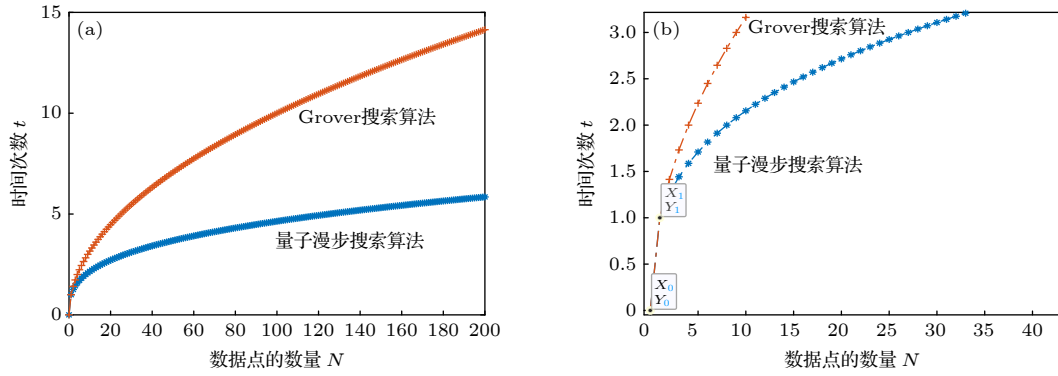 (a)
15
10
5
0
时间次数 t
Grover搜索算法
量子漫步搜索算法
0 20 40 60 80 100 120 140 160 180 200
数据点的数量 N
(b)
3.0
2.5
2.0
1.5
1.0
0.5
0
时间次数 t
Grover搜索算法
量子漫步搜索算法
X1
Y1
X0
Y0
0 5 10 15 20 25 30 35 40
数据点的数量 N